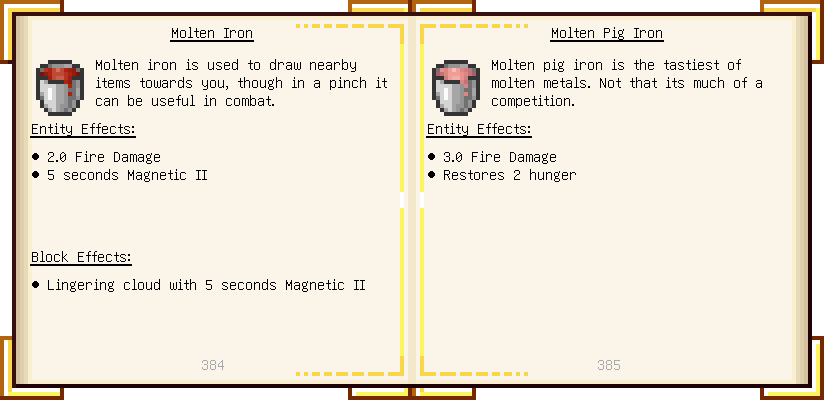 Molten Iron
Molten iron is used to draw nearby
items towards you, though in a pinch it
can be useful in combat.
Entity Effects:
● 2.0 Fire Damage
● 5 seconds Magnetic II
Block Effects:
● Lingering cloud with 5 seconds Magnetic II
384
Molten Pig Iron
Molten pig iron is the tastiest of
molten metals. Not that its much of a
competition.
Entity Effects:
● 3.0 Fire Damage
● Restores 2 hunger
385